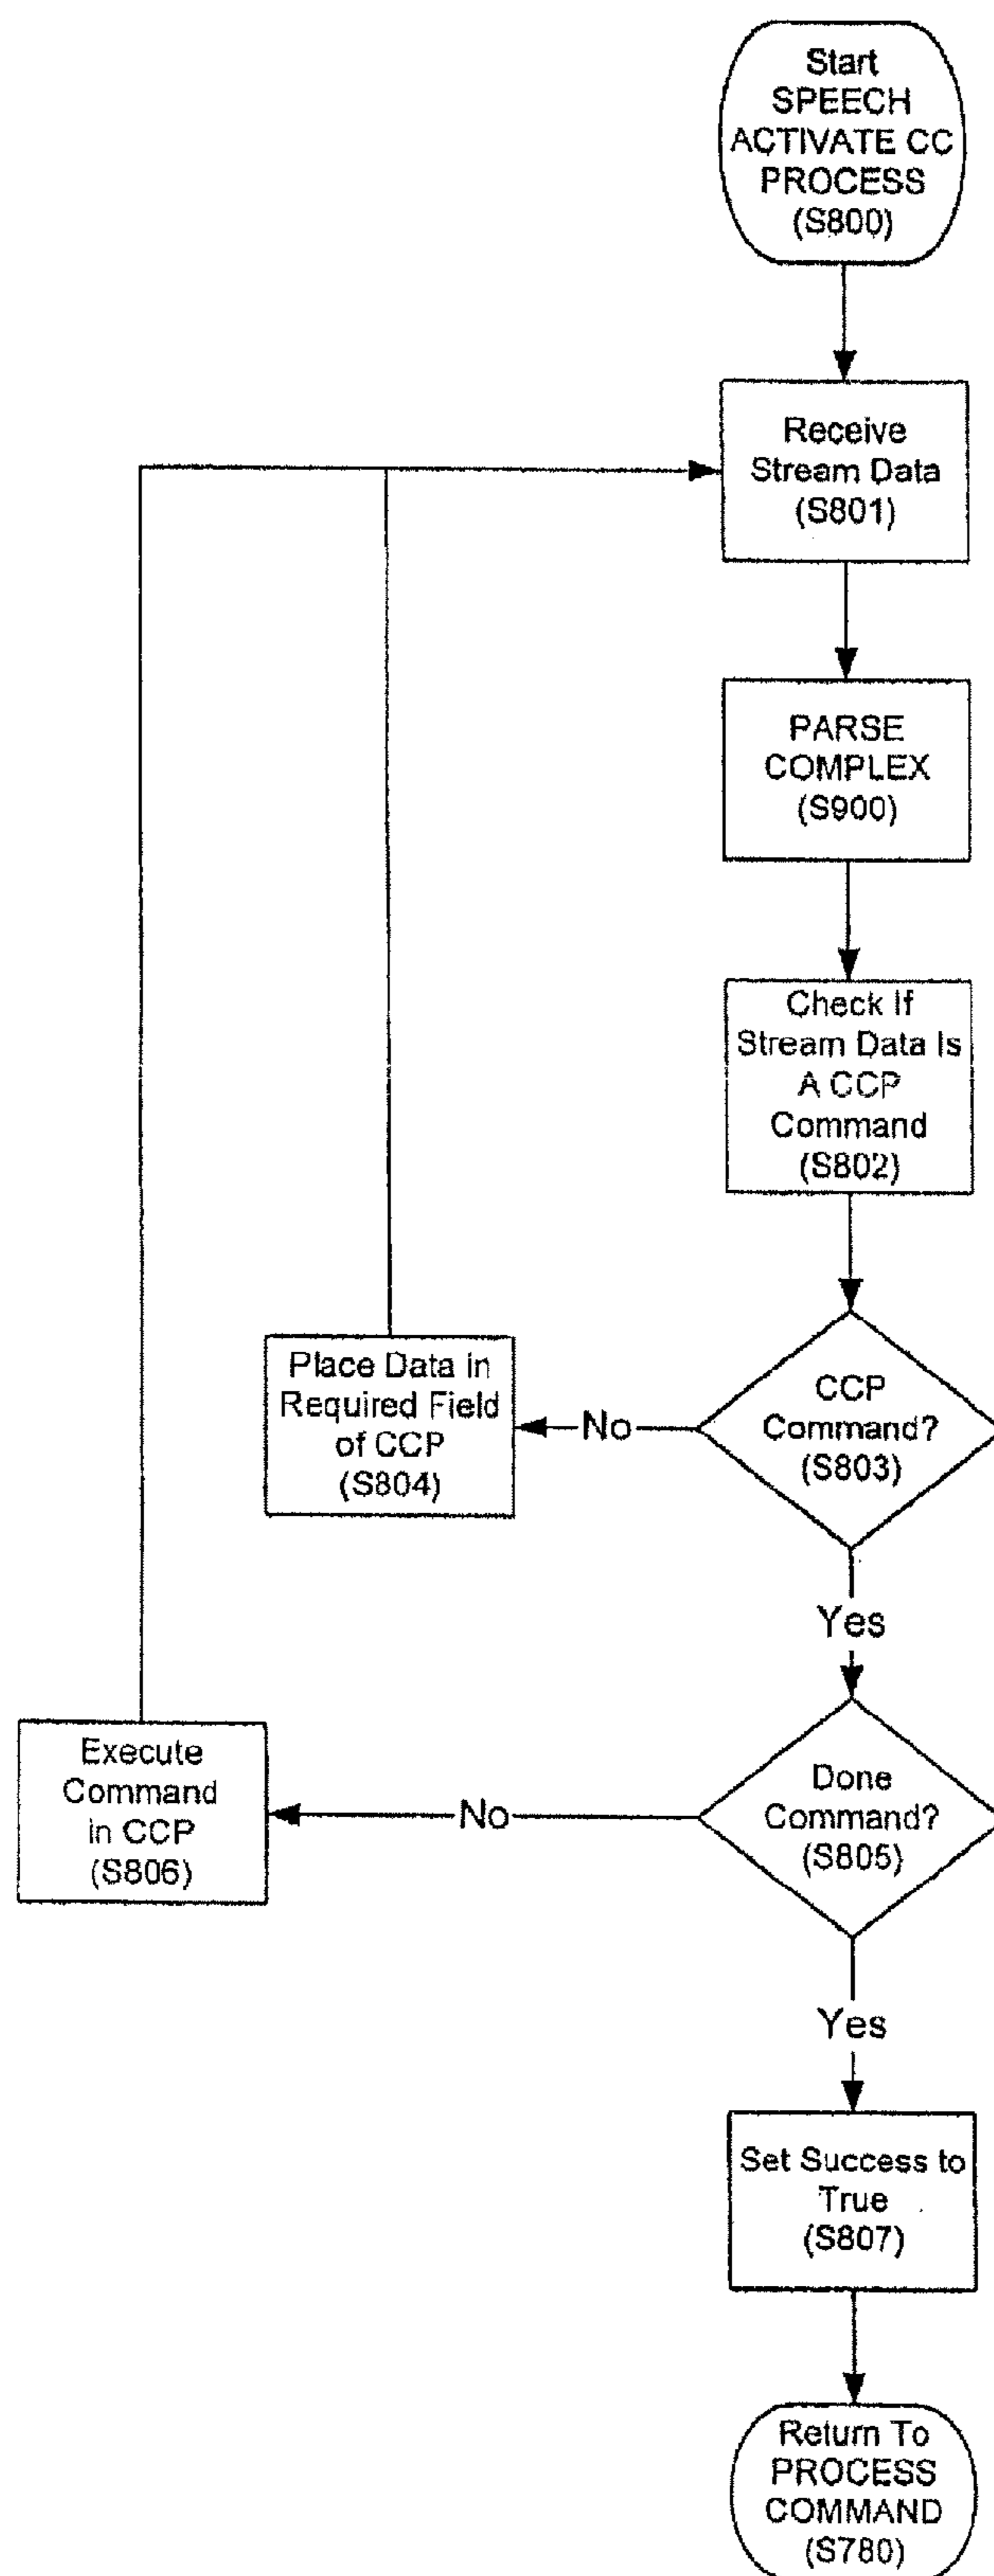 Start
SPEECH
ACTIVATE CC
PROCESS
(S800)
Receive
Stream Data
(S801)
PARSE
COMPLEX
(S900)
Check If
Stream Data Is
A CCP
Command
(S802)
CCP
Command?
(S803)
No
Place Data in
Required Field
of CCP
(S804)
Yes
Done
Command?
(S805)
No
Execute
Command
in CCP
(S806)
Yes
Set Success to
True
(S807)
Return To
PROCESS
COMMAND
(S780)